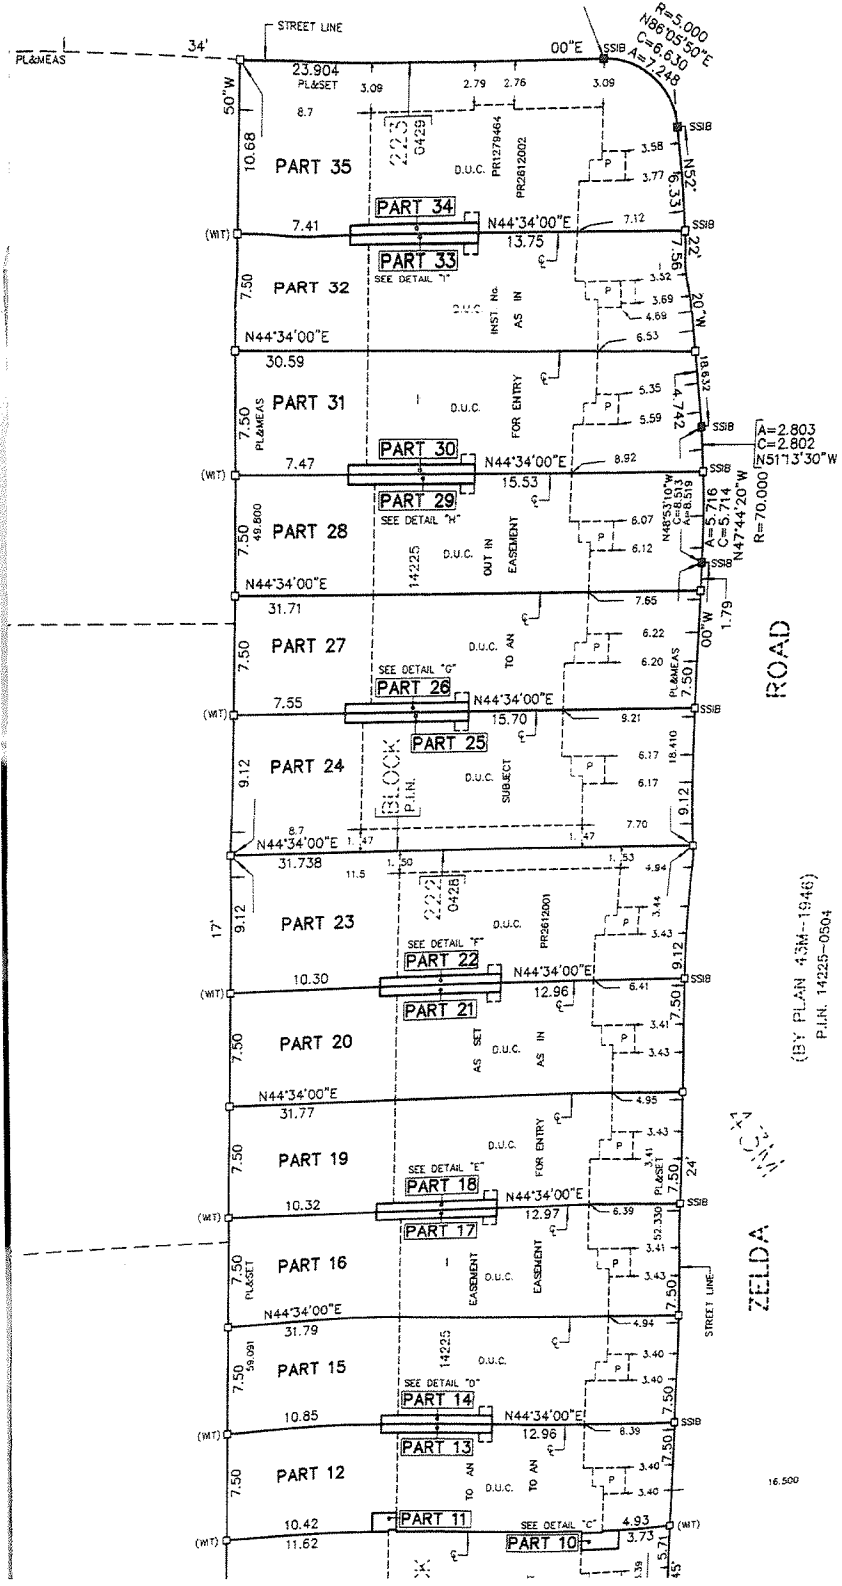 STREET LINE
34'
PL&MEAS
00"E
SSIB
R=5.000
N86°05'50"E
C=6.630
A=7.248
23.904
PL&SET
3.09
2.79
2.76
3.09
8.7
50"W
10.68
PART 35
223
0429
D.U.C.
PR1279464
PR2612002
P
3.58
3.77
SSIB
N52°
6.33
PART 34
(WIT)
7.41
N44°34'00"E
13.75
7.12
SSIB
PART 33
SEE DETAIL "I"
22'
7.56
7.50
PART 32
D.U.C.
INST. No.
AS IN
P
3.52
3.69
4.69
20"W
N44°34'00"E
30.59
6.53
18.632
7.50
PL&MEAS
PART 31
D.U.C.
FOR ENTRY
P
5.35
5.59
4.742
SSIB
A=2.803
C=2.802
N51°13'30"W
PART 30
(WIT)
7.47
N44°34'00"E
15.53
8.92
SSIB
PART 29
SEE DETAIL "H"
7.50
49.800
PART 28
14225
D.U.C.
OUT IN
EASEMENT
P
6.07
6.12
N48°53'10"W
C=8.513
A=8.519
A=5.716
C=5.714
N47°44'20"W
R=70.000
SSIB
N44°34'00"E
31.71
7.65
1.79
00"W
7.50
PART 27
D.U.C.
TO AN
P
6.22
6.20
PL&MEAS
7.50
ROAD
SEE DETAIL "G"
PART 26
(WIT)
7.55
N44°34'00"E
15.70
9.21
SSIB
PART 25
9.12
PART 24
BLOCK
P.I.N.
D.U.C.
SUBJECT
P
6.17
6.17
18.410
9.12
8.7
1.47
1.47
7.70
N44°34'00"E
31.738
11.5
1.50
1.53
4.94
17'
9.12
PART 23
222
0428
D.U.C.
PR2612001
P
3.44
3.43
9.12
(BY PLAN 43M-1946)
P.I.N. 14225-0504
SEE DETAIL "F"
PART 22
(WIT)
10.30
N44°34'00"E
12.96
6.41
SSIB
PART 21
7.50
PART 20
AS SET
D.U.C.
AS IN
P
3.41
3.43
7.50
N44°34'00"E
31.77
4.95
43M
7.50
PART 19
D.U.C.
FOR ENTRY
P
3.43
3.41
PL&SET
7.50
24'
SEE DETAIL "E"
PART 18
(WIT)
10.32
N44°34'00"E
12.97
6.39
SSIB
PART 17
7.50
PL&SET
PART 16
EASEMENT
D.U.C.
EASEMENT
P
3.41
3.43
52.330
7.50
STREET LINE
ZELDA
N44°34'00"E
31.79
4.94
7.50
59.091
PART 15
14225
D.U.C.
P
3.40
3.40
7.50
SEE DETAIL "D"
PART 14
(WIT)
10.85
N44°34'00"E
12.96
8.39
SSIB
PART 13
7.50
PART 12
TO AN
D.U.C.
TO AN
P
3.40
3.40
7.50
16.500
10.42
PART 11
SEE DETAIL "C"
4.93
(WIT)
(WIT)
11.62
PART 10
3.73
5.71
CK
45'